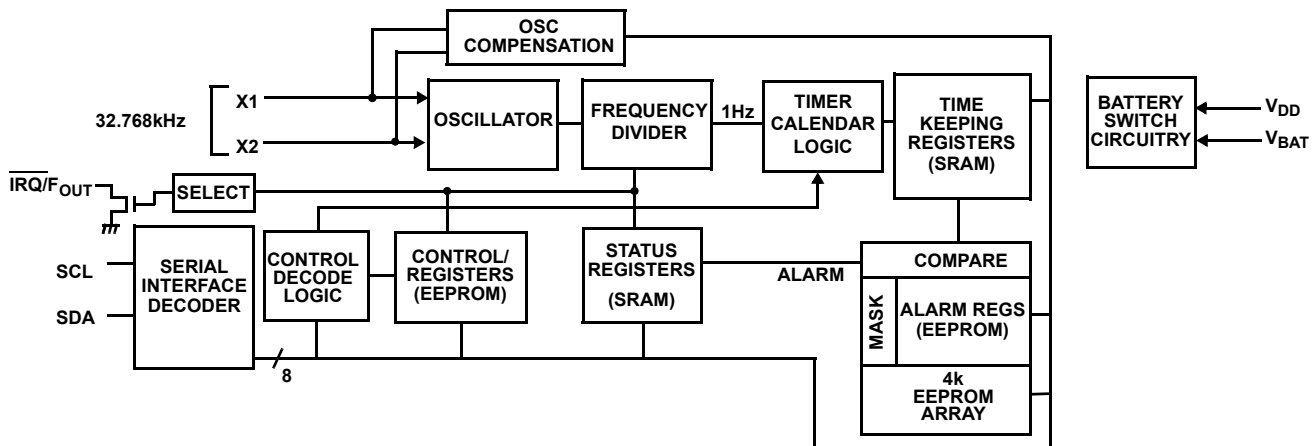 OSC
COMPENSATION
32.768kHz
X1
X2
OSCILLATOR
FREQUENCY
DIVIDER
1Hz
TIMER
CALENDAR
LOGIC
TIME
KEEPING
REGISTERS
(SRAM)
BATTERY
SWITCH
CIRCUITRY
VDD
VBAT
IRQ/FOUT
SELECT
SCL
SDA
SERIAL
INTERFACE
DECODER
CONTROL
DECODE
LOGIC
CONTROL/
REGISTERS
(EEPROM)
STATUS
REGISTERS
(SRAM)
ALARM
COMPARE
MASK
ALARM REGS
(EEPROM)
4k
EEPROM
ARRAY
8